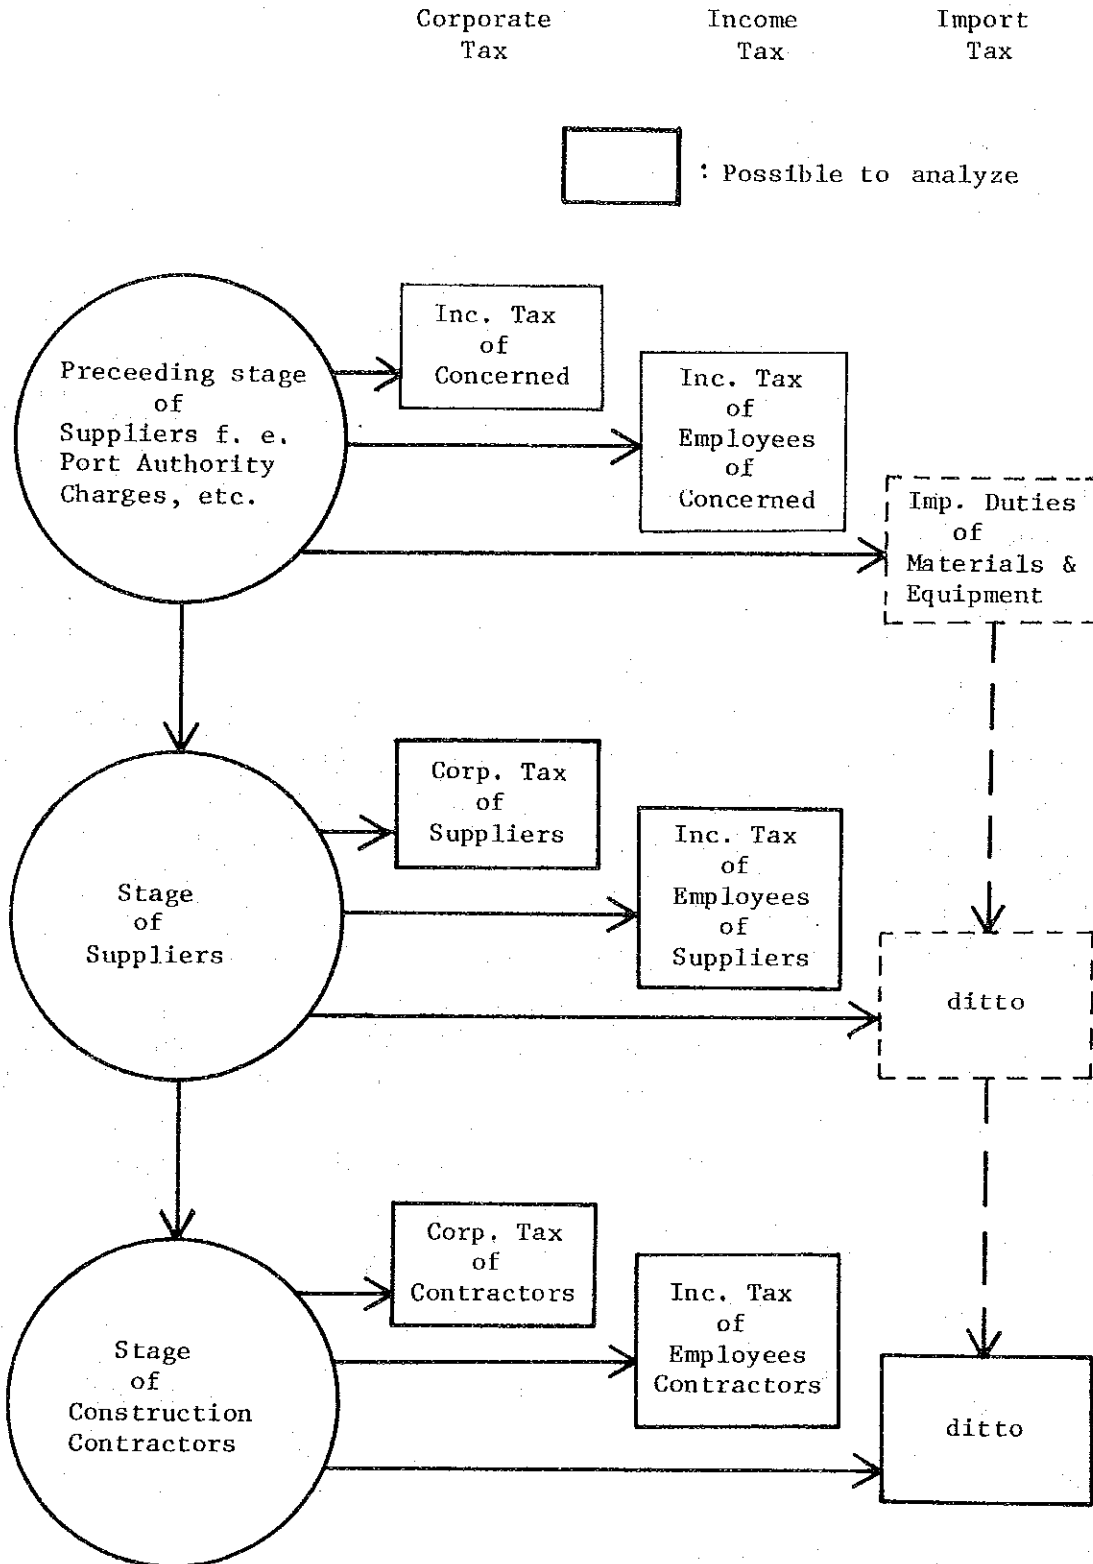 Corporate
Tax
Income
Tax
Import
Tax
: Possible to analyze
Preceeding stage
of
Suppliers f. e.
Port Authority
Charges, etc.
Inc. Tax
of
Concerned
Inc. Tax
of
Employees
of
Concerned
Imp. Duties
of
Materials &
Equipment
Stage
of
Suppliers
Corp. Tax
of
Suppliers
Inc. Tax
of
Employees
of
Suppliers
ditto
Stage
of
Construction
Contractors
Corp. Tax
of
Contractors
Inc. Tax
of
Employees
Contractors
ditto